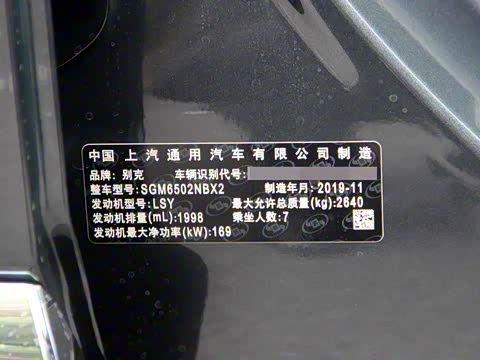 中国上汽通用汽车有限公司制造
品牌: 别克 车辆识别代号:
整车型号:SGM6502NBX2 制造年月:2019-11
发动机型号:LSY 最大允许总质量(kg):2640
发动机排量(mL):1998 乘坐人数:7
发动机最大净功率(kW):169